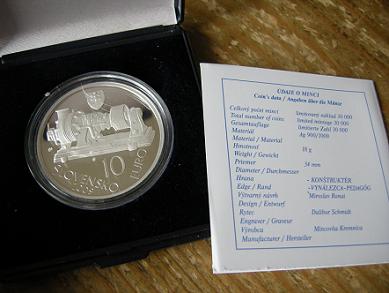 10
SLOVENSKO
EURO
ÚDAJE O MINCI
Coin's data / Angaben über die Münze
Celkový počet mincí limitovaný náklad 30 000
Total number of coins limited mintage 30 000
Gesamtauflage limitierte Zahl 30 000
Materiál Ag 900/1000
Material / Material
Hmotnosť 18 g
Weight / Gewicht
Priemer 34 mm
Diameter / Durchmesser
Hrana - KONŠTRUKTÉR
Edge / Rand - VYNÁLEZCA - PEDAGÓG
Výtvarný návrh Miroslav Ronai
Design / Entwurf
Rytec Dalibor Schmidt
Engraver / Graveur
Výrobca Mincovňa Kremnica
Manufacturer / Hersteller